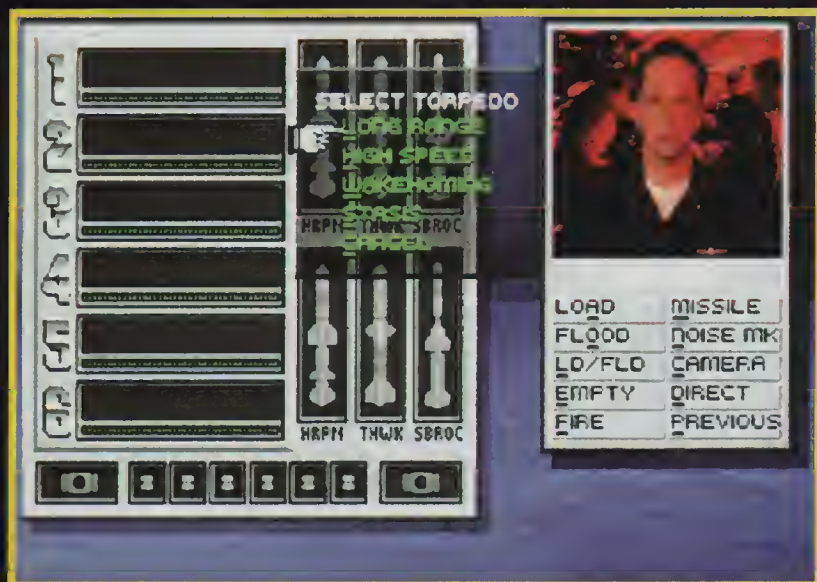 1
2
3
4
5
6
SELECT TORPEDO
LONG RANGE
HIGH SPEED
WAKEHOMING
STASIS
CANCEL
HRPN THWK SBROC
HRPN THWK SBROC
LOAD MISSILE
FLOOD NOISE MK
LD/FLD CAMERA
EMPTY DIRECT
FIRE PREVIOUS